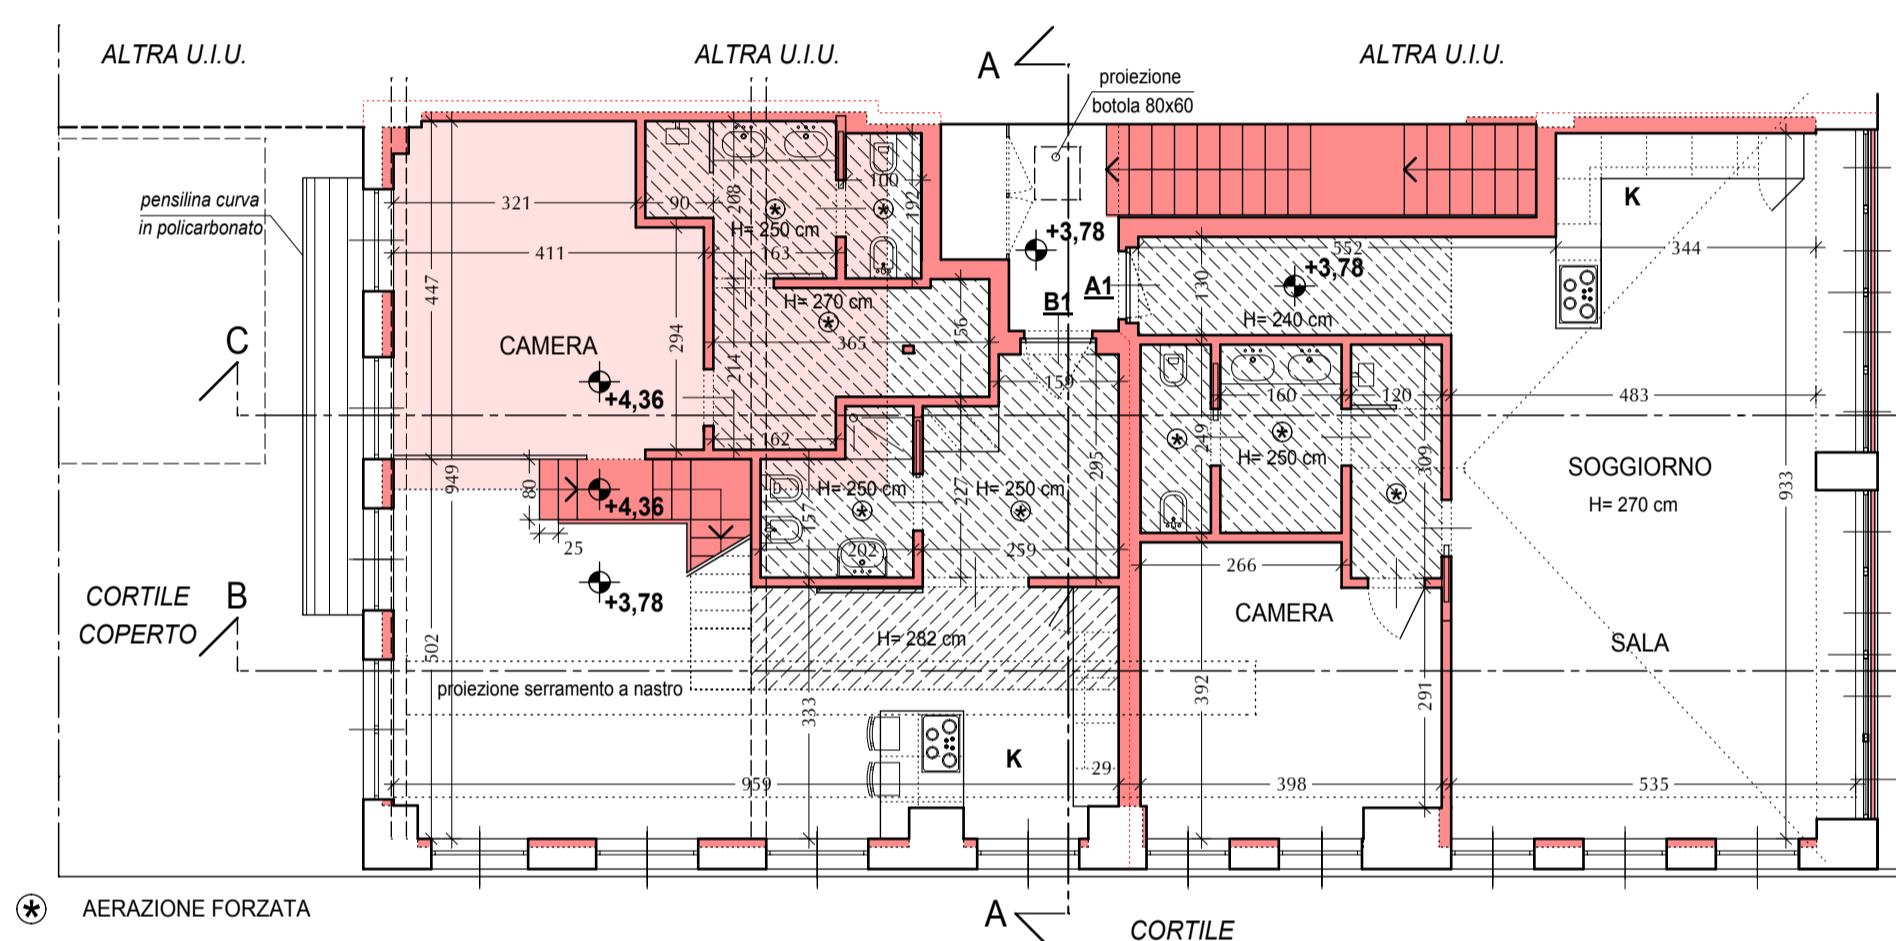 ALTRA U.I.U.
ALTRA U.I.U.
A
ALTRA U.I.U.
proiezione
botola 80x60
pensilina curva
in policarbonato
321
90
208
100
192
H= 250 cm
+3,78
K
411
163
552
344
447
130
+3,78
H= 270 cm
B1
A1
H= 240 cm
C
CAMERA
294
365
156
214
159
+4,36
160
120
483
162
249
309
H= 250 cm
949
80
H= 250 cm
H= 250 cm
295
227
SOGGIORNO
H= 270 cm
933
+4,36
157
25
202
259
266
+3,78
CORTILE
COPERTO
B
CAMERA
502
H= 282 cm
SALA
proiezione serramento a nastro
333
392
291
K
29
959
398
535
AERAZIONE FORZATA
A
CORTILE